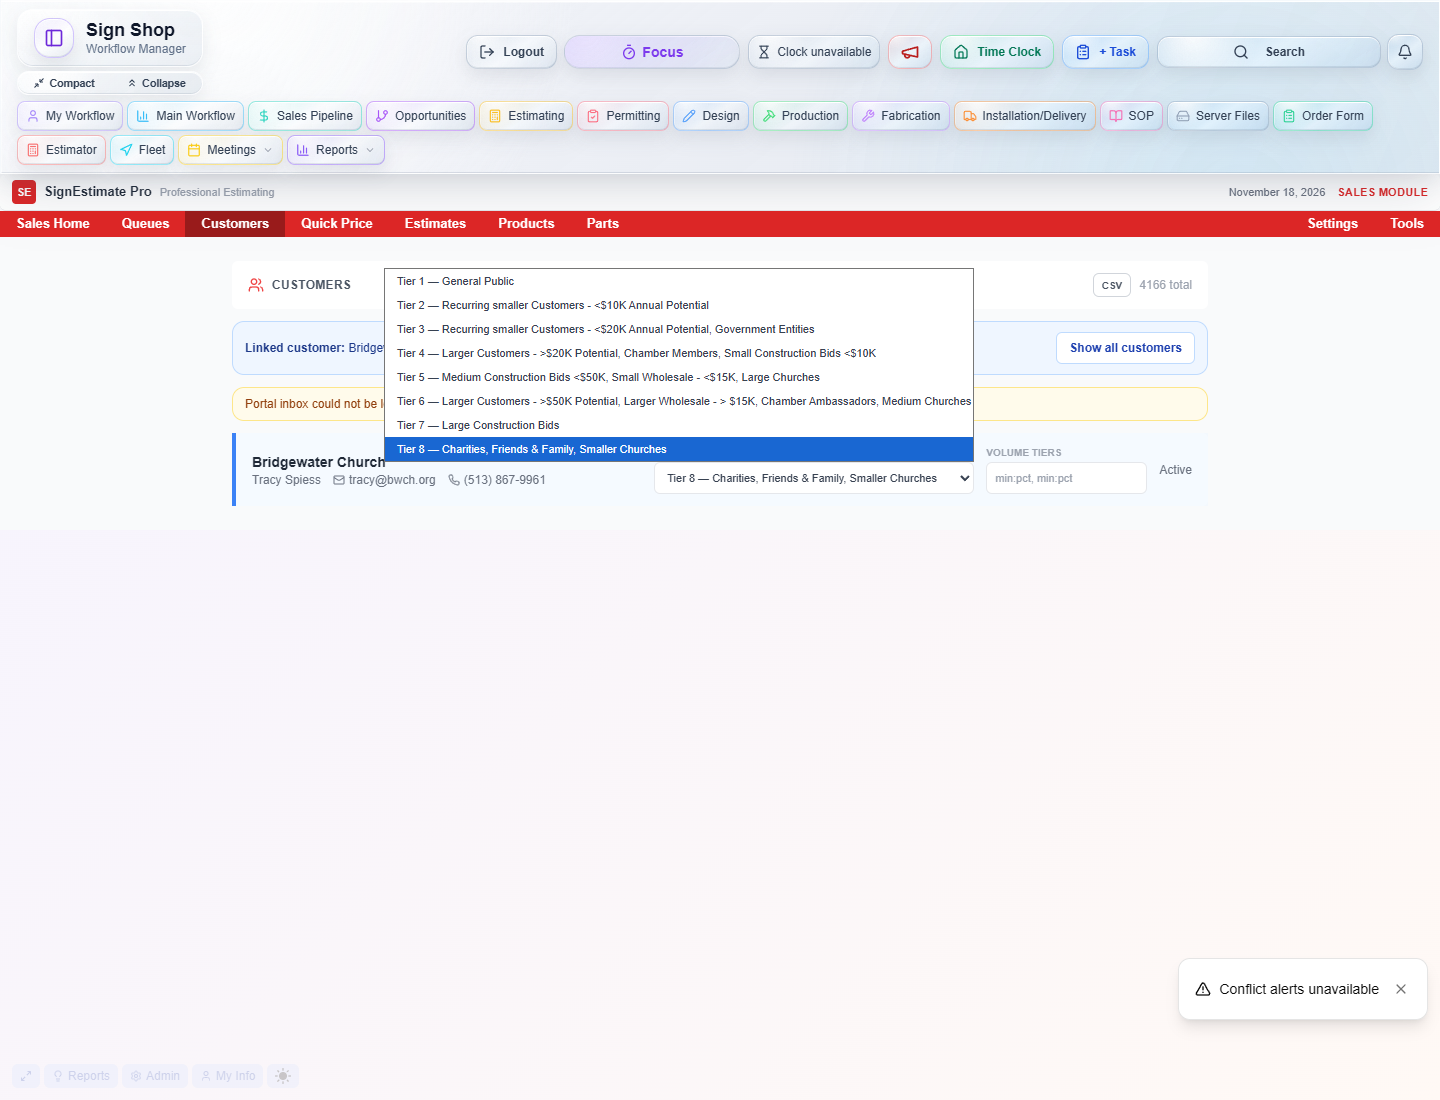 Sign Shop
Workflow Manager
Compact
Collapse
Logout
Focus
Clock unavailable
Time Clock
+ Task
Search
My Workflow
Main Workflow
Sales Pipeline
Opportunities
Estimating
Permitting
Design
Production
Fabrication
Installation/Delivery
SOP
Server Files
Order Form
Estimator
Fleet
Meetings
Reports
SE SignEstimate Pro Professional Estimating
November 18, 2026 SALES MODULE
Sales Home
Queues
Customers
Quick Price
Estimates
Products
Parts
Settings
Tools
CUSTOMERS
CSV
4166 total
Linked customer:
Show all customers
Portal inbox could not be
Tier 1 — General Public
Tier 2 — Recurring smaller Customers - <$10K Annual Potential
Tier 3 — Recurring smaller Customers - <$20K Annual Potential, Government Entities
Tier 4 — Larger Customers - >$20K Potential, Chamber Members, Small Construction Bids <$10K
Tier 5 — Medium Construction Bids <$50K, Small Wholesale - <$15K, Large Churches
Tier 6 — Larger Customers - >$50K Potential, Larger Wholesale - > $15K, Chamber Ambassadors, Medium Churches
Tier 7 — Large Construction Bids
Tier 8 — Charities, Friends & Family, Smaller Churches
Bridgewater Church
Tracy Spiess tracy@bwch.org (513) 867-9961
Tier 8 — Charities, Friends & Family, Smaller Churches
VOLUME TIERS
min:pct, min:pct
Active
Conflict alerts unavailable
Reports
Admin
My Info